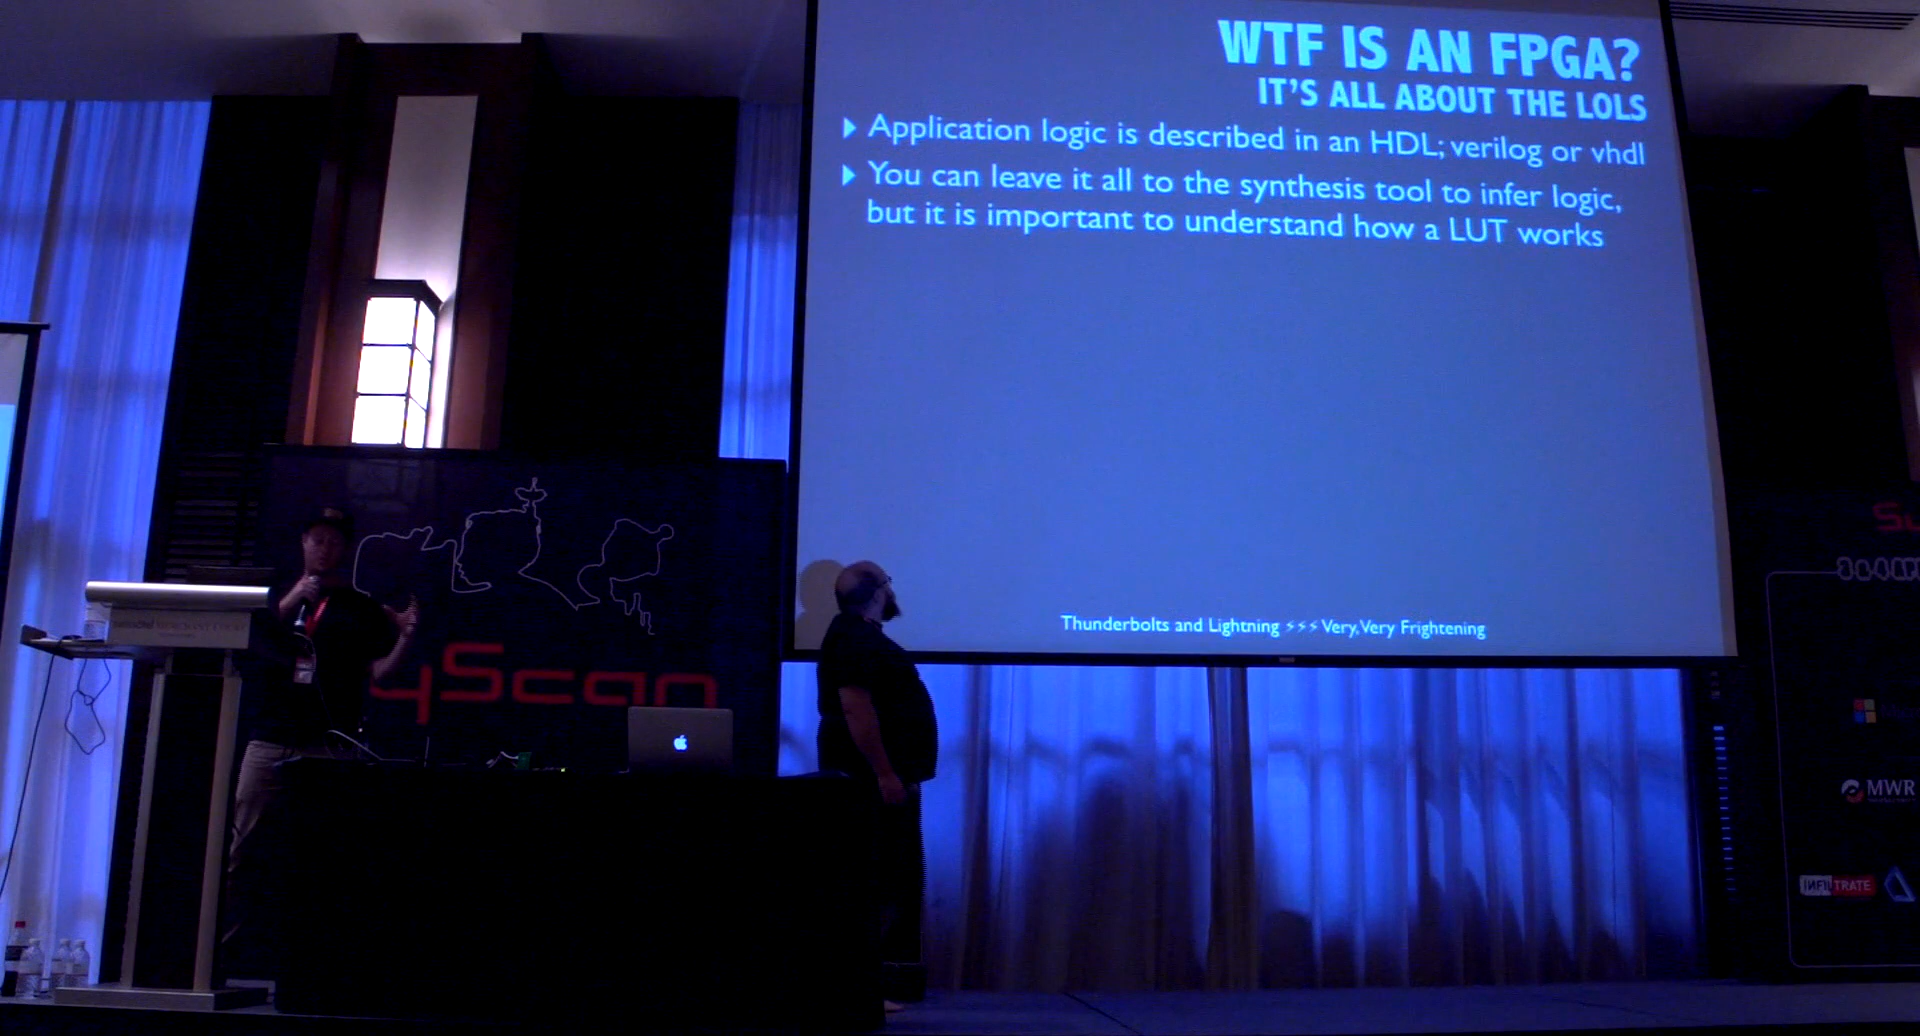 WTF IS AN FPGA?
IT'S ALL ABOUT THE LOLS
Application logic is described in an HDL; verilog or vhdl
You can leave it all to the synthesis tool to infer logic,
but it is important to understand how a LUT works
Thunderbolts and Lightning ⚡⚡⚡ Very, Very Frightening
yScan
MWR
INFILTRATE